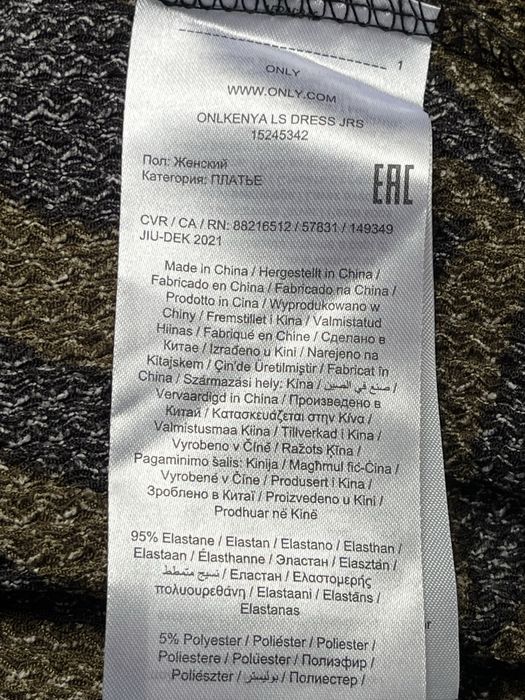 1
ONLY
WWW.ONLY.COM
ONLKENYA LS DRESS JRS
15245342
Пол: Женский
Категория: ПЛАТЬЕ
EAC
CVR / CA / RN: 88216512 / 57831 / 149349
JIU-DEK 2021
Made in China / Hergestellt in China /
Fabricado en China / Fabricado na China /
Prodotto in Cina / Wyprodukowano w
Chiny / Fremstillet i Kina / Valmistatud
Hiinas / Fabriqué en Chine / Сделано в
Китае / Izrađeno u Kini / Narejeno na
Kitajskem / Çin'de Üretilmiştir / Fabricat în
China / Származási hely: Kína / صنع في الصين /
Vervaardigd in China / Произведено в
Китай / Κατασκευάζεται στην Κίνα /
Valmistusmaa Kiina / Tillverkad i Kina /
Vyrobeno v Číně / Ražots Ķīna /
Pagaminimo šalis: Kinija / Magħmul fiċ-Ċina /
Vyrobené v Číne / Produsert i Kina /
Зроблено в Китаї / Proizvedeno u Kini /
Prodhuar në Kinë
95% Elastane / Elastan / Elastano / Elasthan /
Elastaan / Élasthanne / Эластан / Elasztán /
نسيج متمطط / Еластан / Ελαστομερής
πολυουρεθάνη / Elastaani / Elastāns /
Elastanas
5% Polyester / Poliéster / Poliester /
Poliestere / Polüester / Полиэфир /
Poliészter / بوليستر / Полиестер /